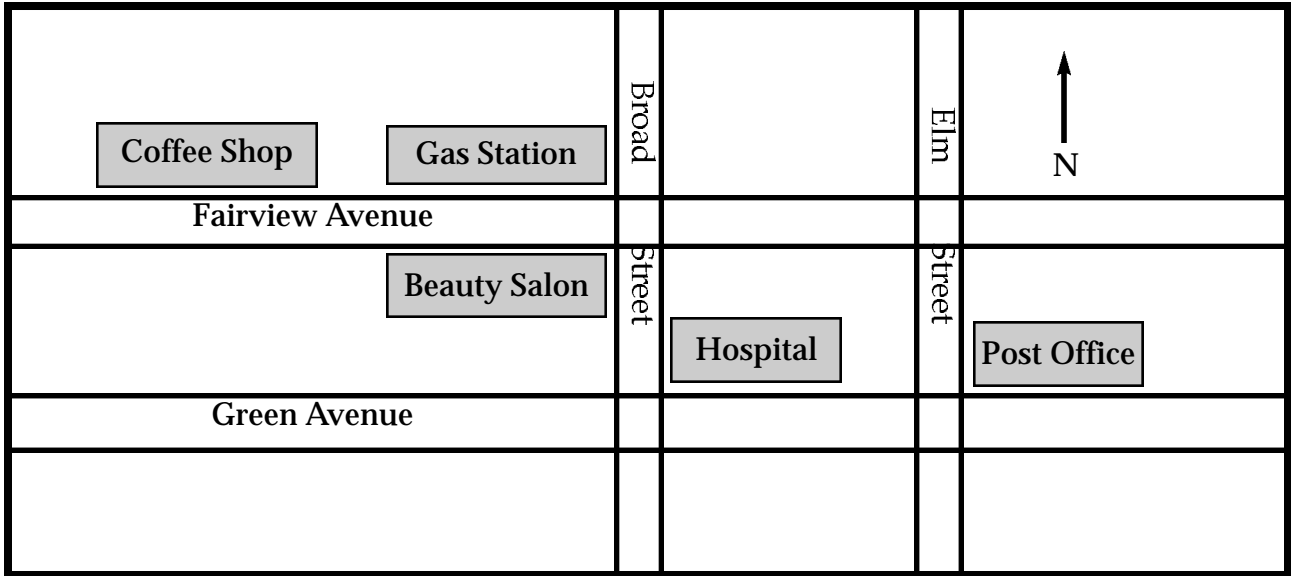 Broad
Street
Elm
Street
N
Coffee Shop
Gas Station
Fairview Avenue
Beauty Salon
Hospital
Post Office
Green Avenue